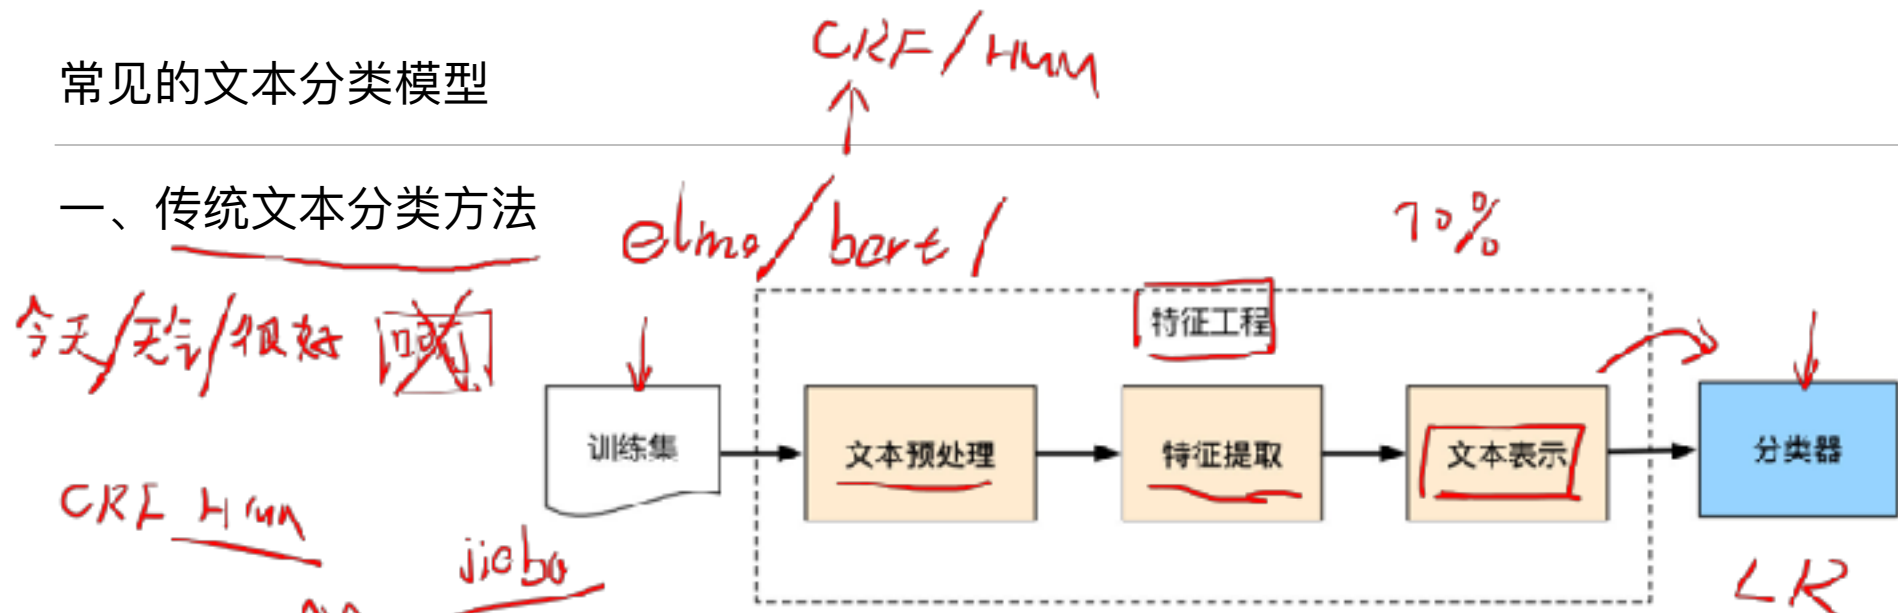 CRF/HMM
常见的文本分类模型
一、传统文本分类方法
elmo/bert/
70%
今天/天气/很好
特征工程
训练集
文本预处理
特征提取
文本表示
分类器
CRF HMM
jieba
LR